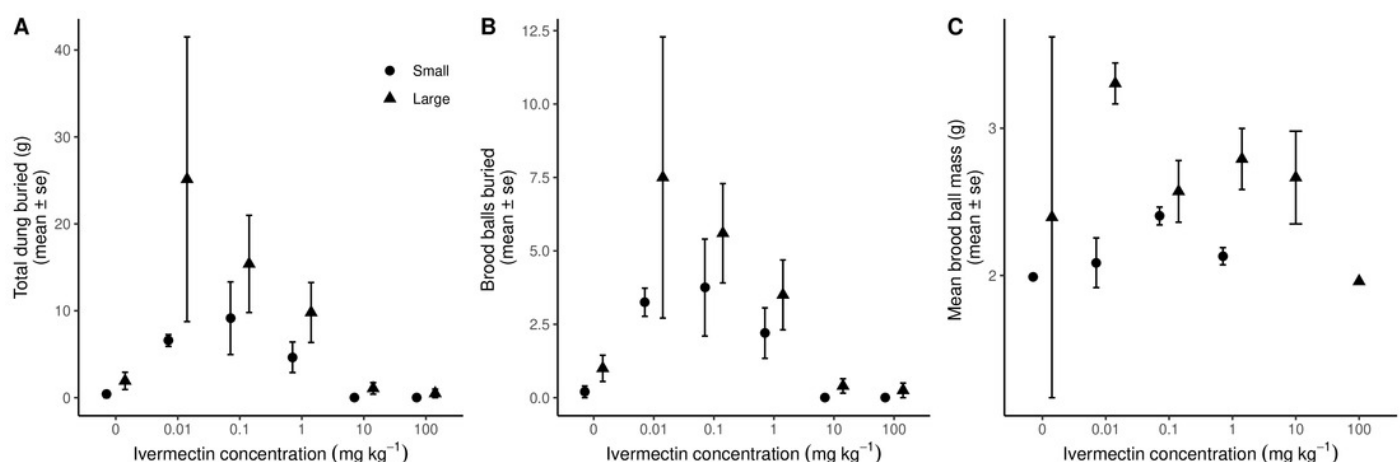 A
Total dung buried (g)
(mean ± se)
40
30
20
10
0
Small
Large
0 0.01 0.1 1 10 100
Ivermectin concentration (mg kg⁻¹)
B
Brood balls buried
(mean ± se)
12.5
10.0
7.5
5.0
2.5
0.0
0 0.01 0.1 1 10 100
Ivermectin concentration (mg kg⁻¹)
C
Mean brood ball mass (g)
(mean ± se)
3
2
0 0.01 0.1 1 10 100
Ivermectin concentration (mg kg⁻¹)